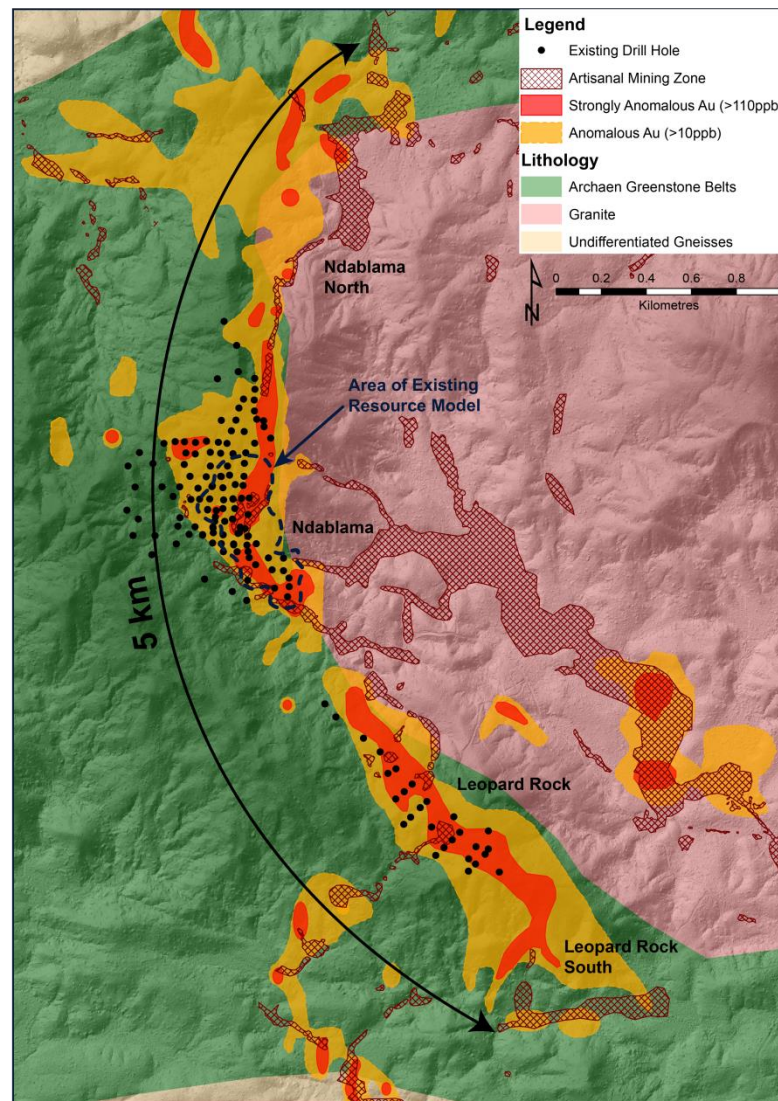 Legend
Existing Drill Hole
Artisanal Mining Zone
Strongly Anomalous Au (>110ppb)
Anomalous Au (>10ppb)
Lithology
Archaen Greenstone Belts
Granite
Undifferentiated Gneisses
N
0 0.2 0.4 0.6 0.8
Kilometres
Ndablama
North
Area of Existing
Resource Model
Ndablama
5 km
Leopard Rock
Leopard Rock
South